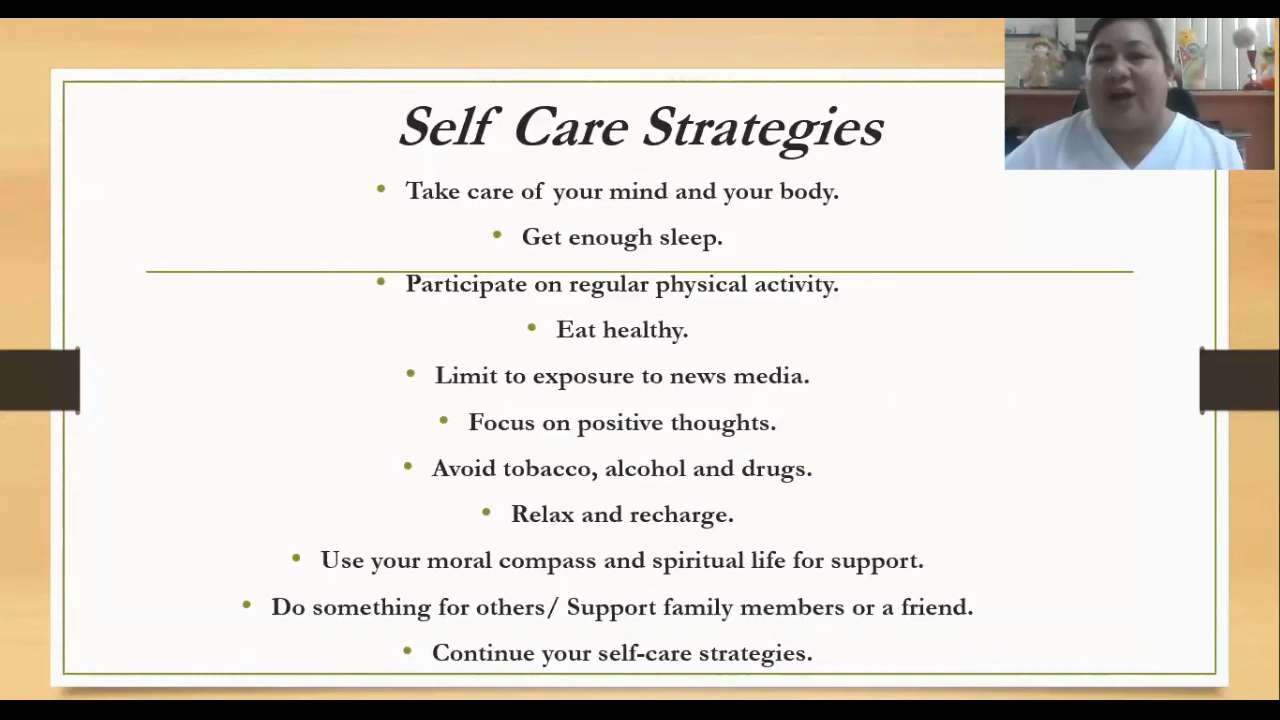 Self Care Strategies
• Take care of your mind and your body.
• Get enough sleep.
• Participate on regular physical activity.
• Eat healthy.
• Limit to exposure to news media.
• Focus on positive thoughts.
• Avoid tobacco, alcohol and drugs.
• Relax and recharge.
• Use your moral compass and spiritual life for support.
• Do something for others/ Support family members or a friend.
• Continue your self-care strategies.